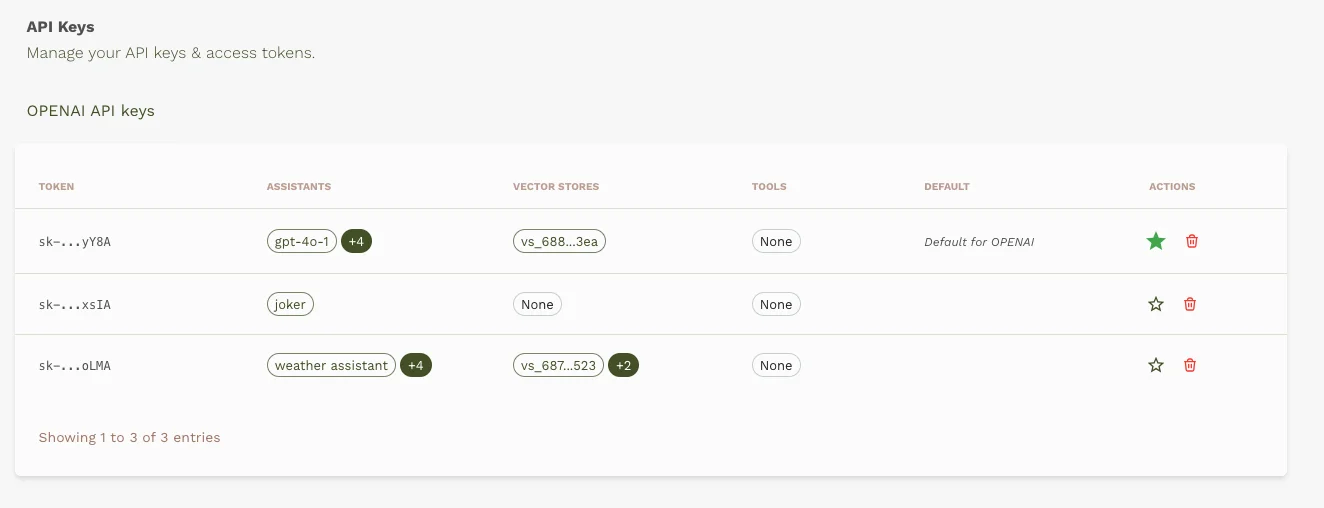 API Keys
Manage your API keys & access tokens.
OPENAI API keys
TOKEN ASSISTANTS VECTOR STORES TOOLS DEFAULT ACTIONS
sk-...yY8A gpt-4o-1 +4 vs_688...3ea None Default for OPENAI
sk-...xsIA joker None None
sk-...oLMA weather assistant +4 vs_687...523 +2 None
Showing 1 to 3 of 3 entries